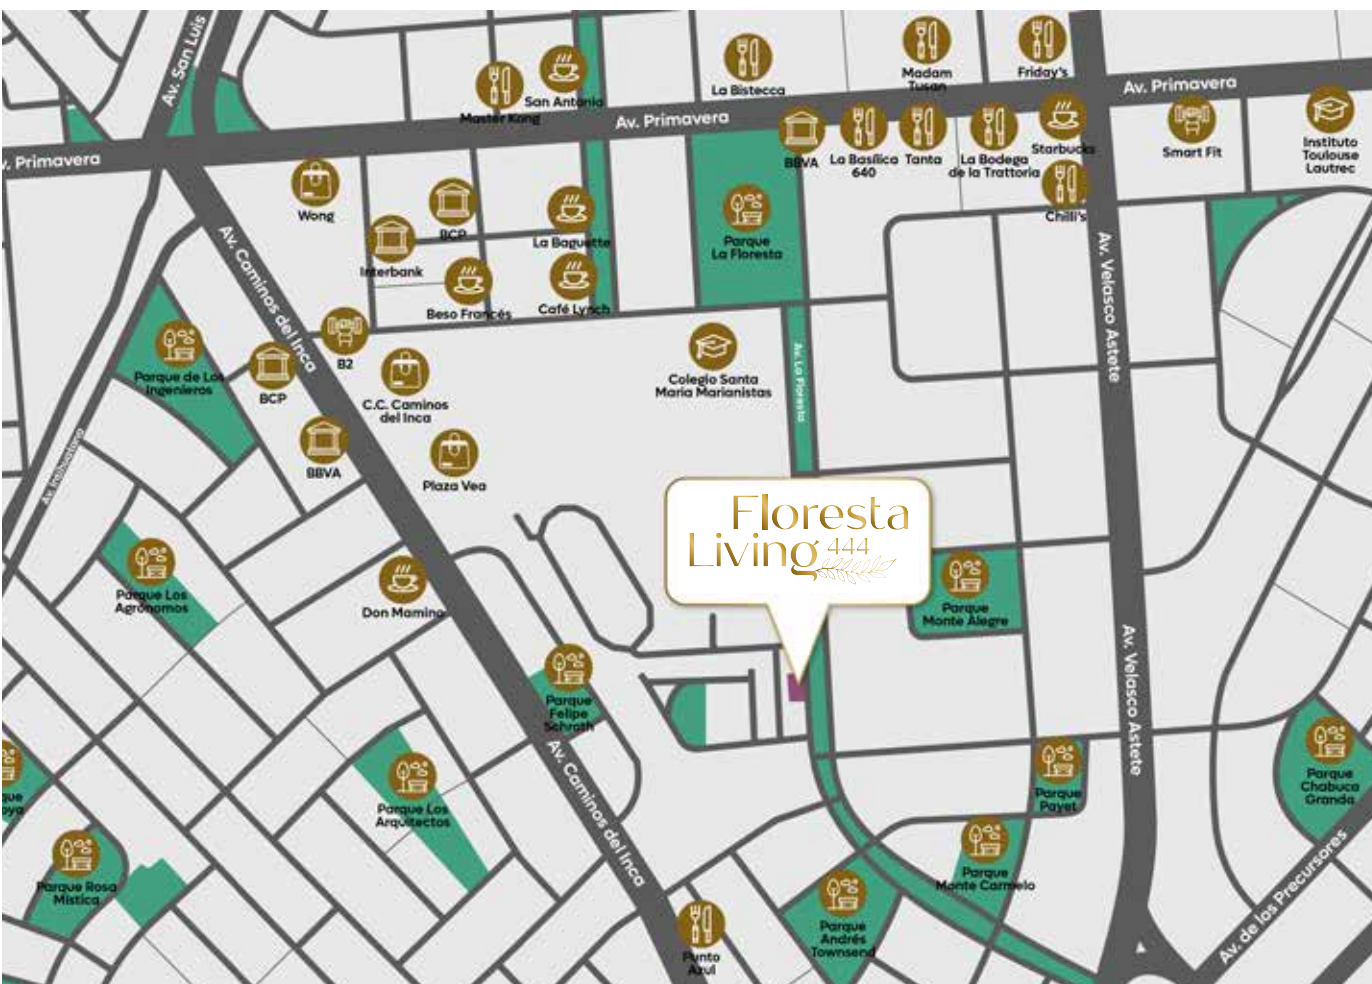 Av. San Luis
Madam
Tusan
Friday's
La Bistecca
San Antonio
Master Kong
Av. Primavera
Av. Primavera
v. Primavera
BBVA
La Basílica
640
Tanta
La Bodega
de la Trattoria
Starbucks
Smart Fit
Instituto
Toulouse
Lautrec
Wong
BCP
Interbank
La Baguette
Parque
La Floresta
Chilli's
Av. Caminos del Inca
Beso Francés
Café Lynch
Av. Velasco Astete
B2
Parque de Los
Ingenieros
BCP
C.C. Caminos
del Inca
Colegio Santa
María Marianistas
Av. La Floresta
BBVA
Plaza Vea
Floresta
Living 444
Parque Los
Agrónomos
Don Mamino
Parque
Monte Alegre
Av. Velasco Astete
Parque
Felipe
Schroth
Av. Caminos del Inca
Parque Los
Arquitectos
Parque
Payet
Parque
Chabuca
Granda
que
oya
Parque Rosa
Mística
Parque
Monte Carmelo
Parque
Andrés
Townsend
Punto
Azul
Av. de los Precursores